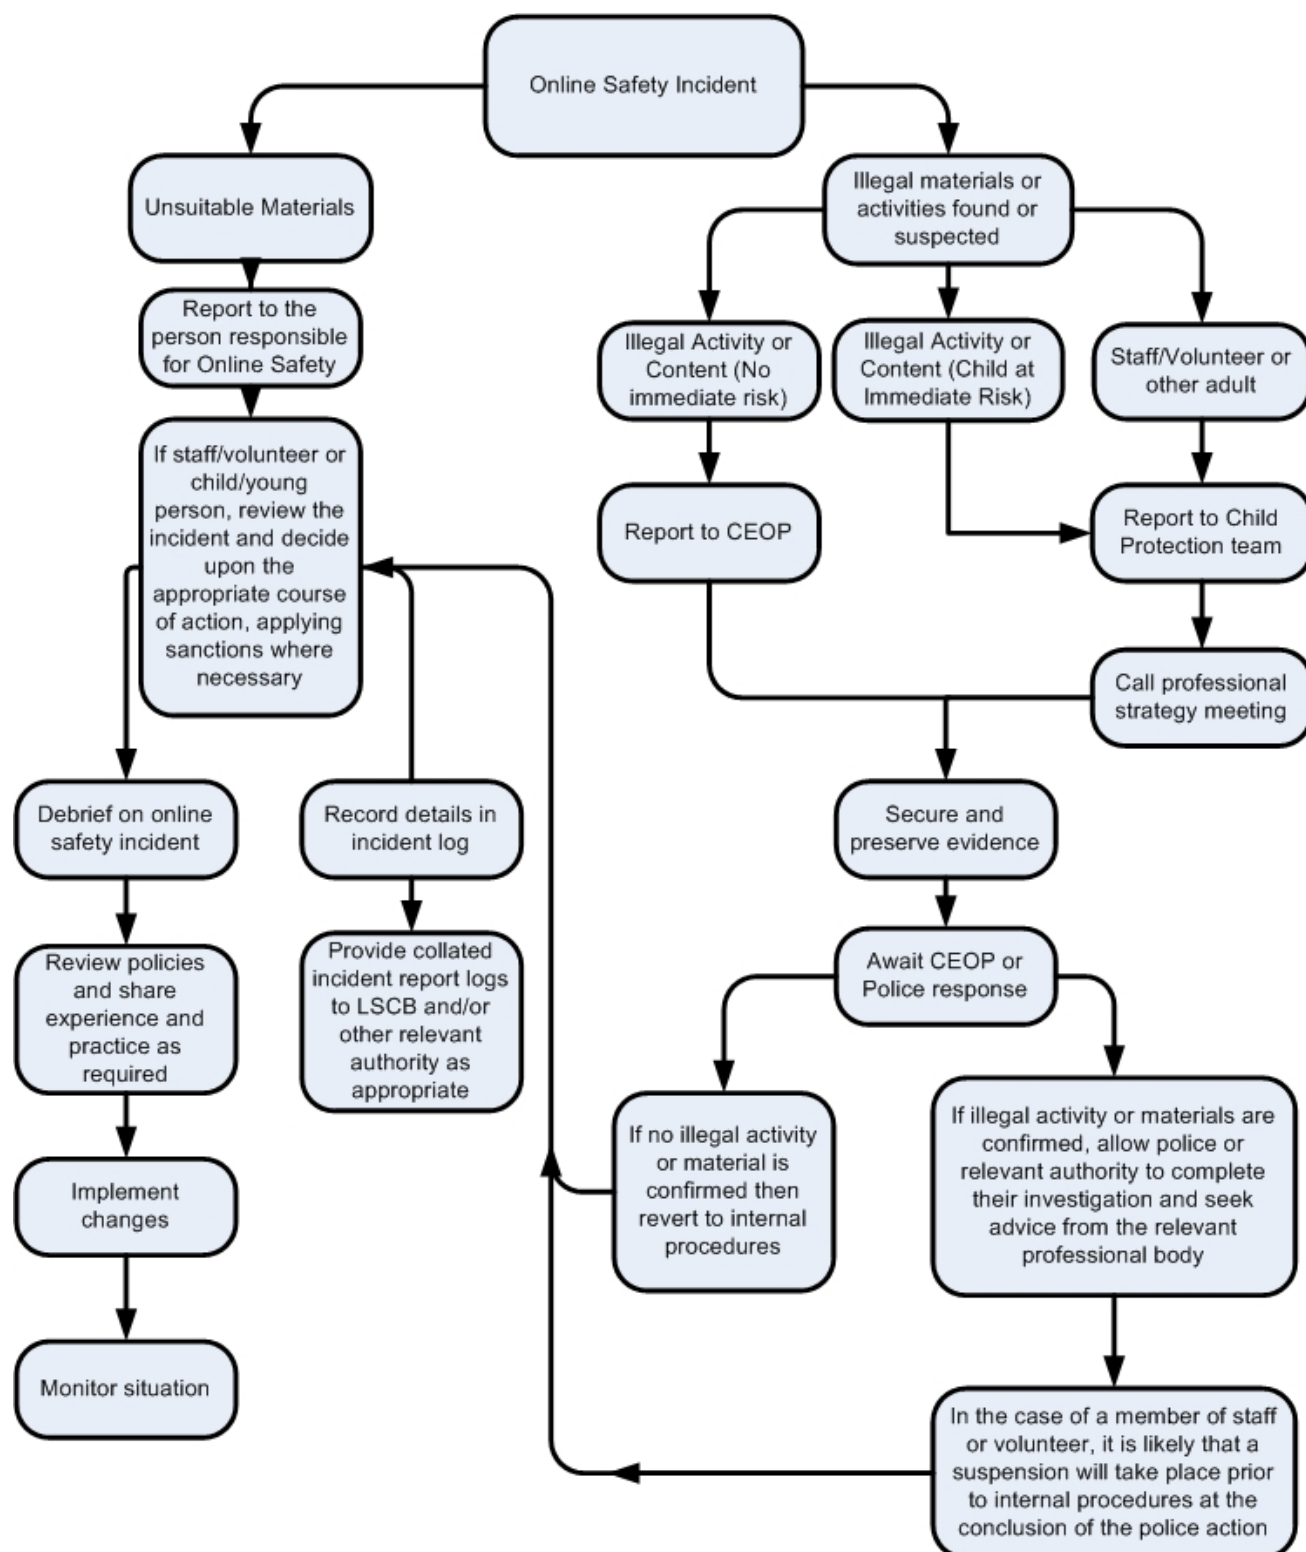 Online Safety Incident
Unsuitable Materials
Report to the
person responsible
for Online Safety
If staff/volunteer or
child/young
person, review the
incident and decide
upon the
appropriate course
of action, applying
sanctions where
necessary
Debrief on online
safety incident
Review policies
and share
experience and
practice as
required
Implement
changes
Monitor situation
Record details in
incident log
Provide collated
incident report logs
to LSCB and/or
other relevant
authority as
appropriate
Illegal materials or
activities found or
suspected
Illegal Activity or
Content (No
immediate risk)
Illegal Activity or
Content (Child at
Immediate Risk)
Staff/Volunteer or
other adult
Report to CEOP
Report to Child
Protection team
Call professional
strategy meeting
Secure and
preserve evidence
Await CEOP or
Police response
If no illegal activity
or material is
confirmed then
revert to internal
procedures
If illegal activity or materials are
confirmed, allow police or
relevant authority to complete
their investigation and seek
advice from the relevant
professional body
In the case of a member of staff
or volunteer, it is likely that a
suspension will take place prior
to internal procedures at the
conclusion of the police action